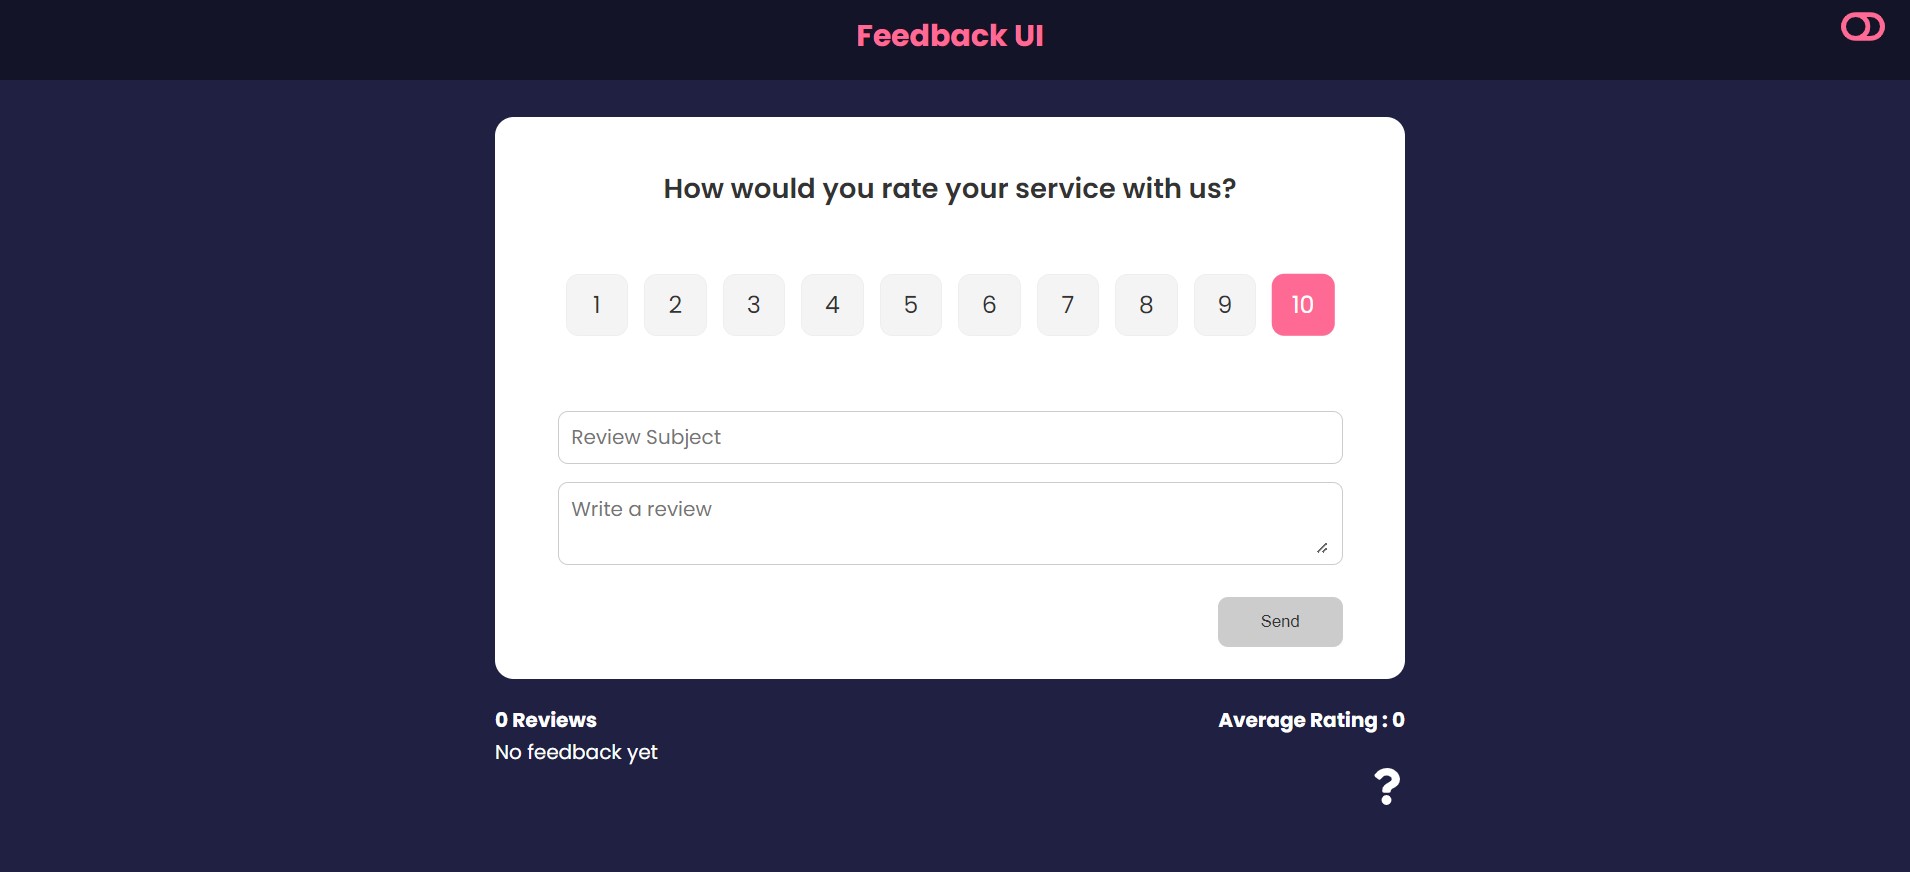 Feedback UI
How would you rate your service with us?
1 2 3 4 5 6 7 8 9 10
Review Subject
Write a review
Send
0 Reviews Average Rating : 0
No feedback yet
?